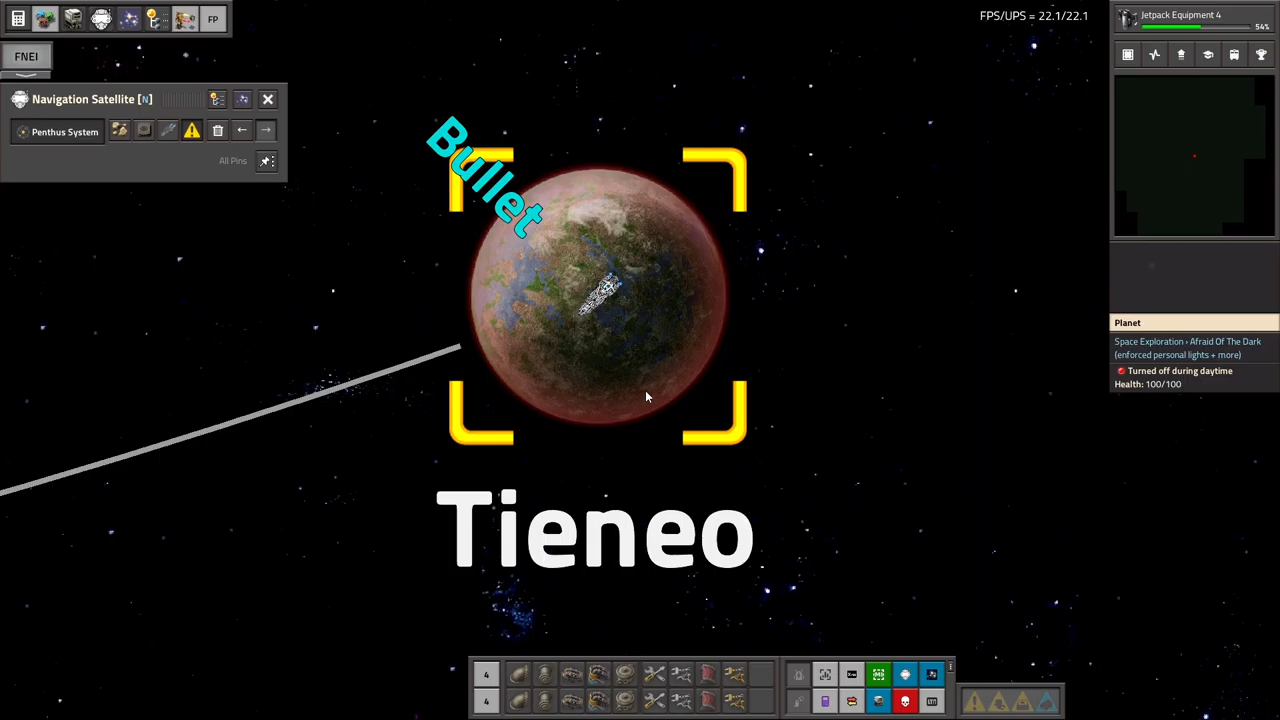 FP
FPS/UPS = 22.1/22.1
Jetpack Equipment 4
54%
FNEI
Navigation Satellite [N]
Penthus System
All Pins
Bullet
Planet
Space Exploration › Afraid Of The Dark
(enforced personal lights + more)
Turned off during daytime
Health: 100/100
Tieneo
4
4